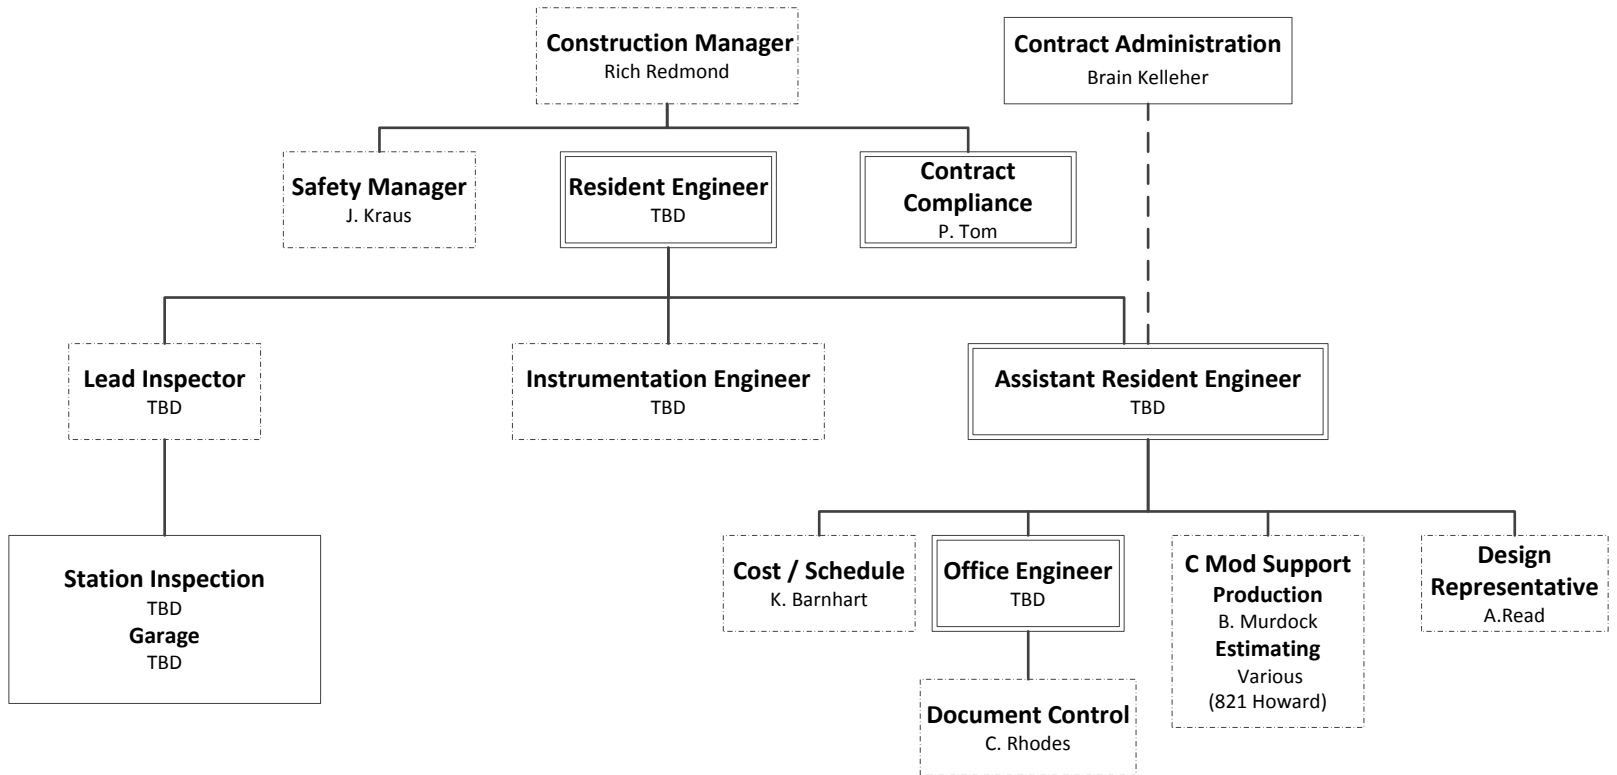 Construction Manager
Rich Redmond
Contract Administration
Brain Kelleher
Safety Manager
J. Kraus
Resident Engineer
TBD
Contract
Compliance
P. Tom
Lead Inspector
TBD
Instrumentation Engineer
TBD
Assistant Resident Engineer
TBD
Station Inspection
TBD
Garage
TBD
Cost / Schedule
K. Barnhart
Office Engineer
TBD
C Mod Support
Production
B. Murdock
Estimating
Various
(821 Howard)
Design
Representative
A.Read
Document Control
C. Rhodes